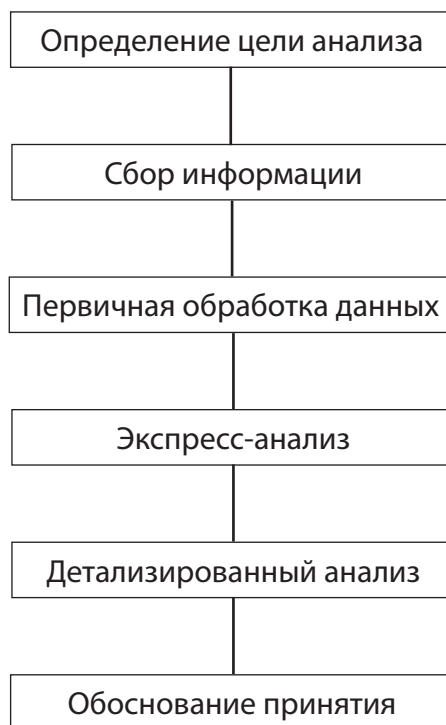 Определение цели анализа
Сбор информации
Первичная обработка данных
Экспресс-анализ
Детализированный анализ
Обоснование принятия